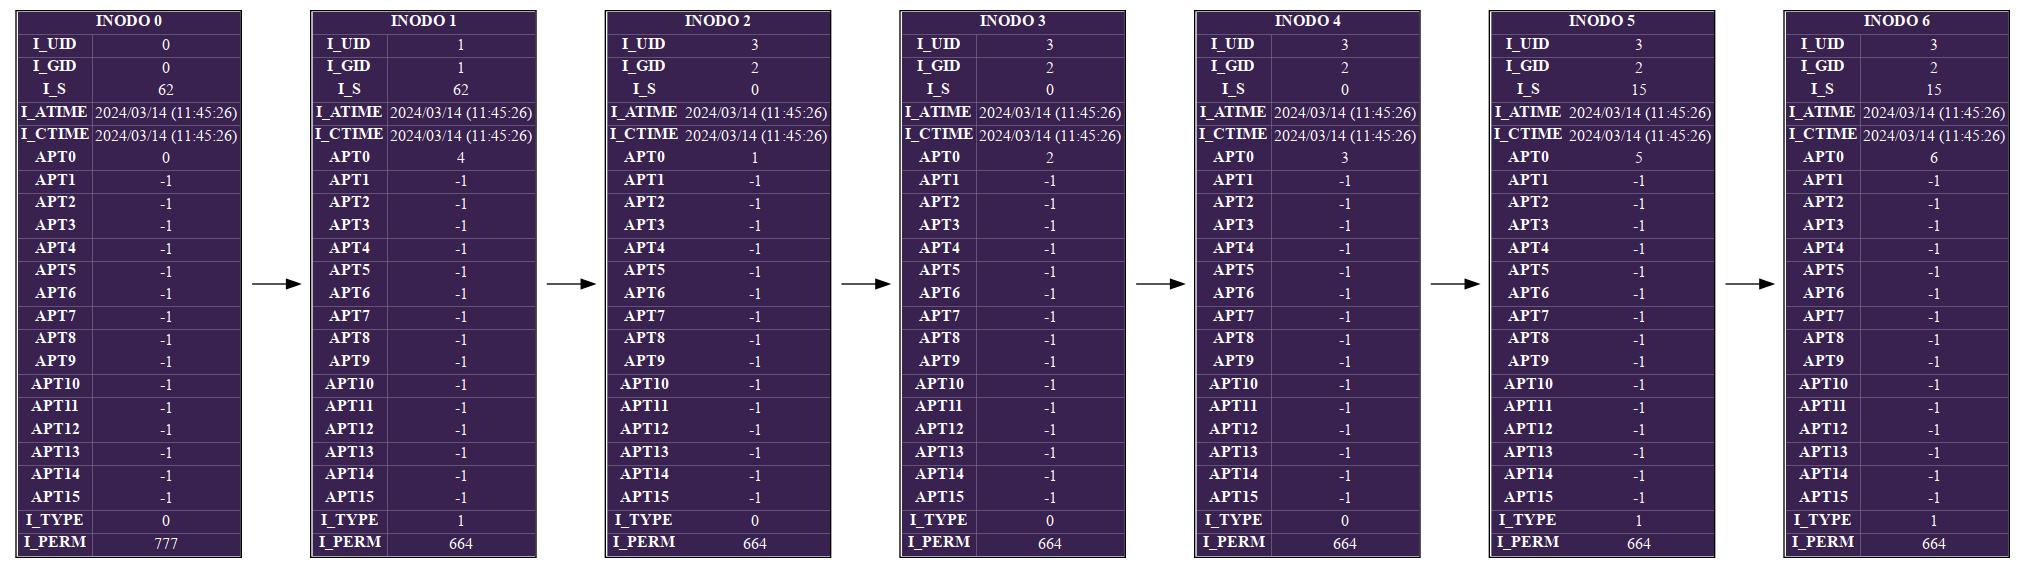 INODO 0
I_UID 0
I_GID 0
I_S 62
I_ATIME 2024/03/14 (11:45:26)
I_CTIME 2024/03/14 (11:45:26)
APT0 0
APT1 -1
APT2 -1
APT3 -1
APT4 -1
APT5 -1
APT6 -1
APT7 -1
APT8 -1
APT9 -1
APT10 -1
APT11 -1
APT12 -1
APT13 -1
APT14 -1
APT15 -1
I_TYPE 0
I_PERM 777
INODO 1
I_UID 1
I_GID 1
I_S 62
I_ATIME 2024/03/14 (11:45:26)
I_CTIME 2024/03/14 (11:45:26)
APT0 4
APT1 -1
APT2 -1
APT3 -1
APT4 -1
APT5 -1
APT6 -1
APT7 -1
APT8 -1
APT9 -1
APT10 -1
APT11 -1
APT12 -1
APT13 -1
APT14 -1
APT15 -1
I_TYPE 1
I_PERM 664
INODO 2
I_UID 3
I_GID 2
I_S 0
I_ATIME 2024/03/14 (11:45:26)
I_CTIME 2024/03/14 (11:45:26)
APT0 1
APT1 -1
APT2 -1
APT3 -1
APT4 -1
APT5 -1
APT6 -1
APT7 -1
APT8 -1
APT9 -1
APT10 -1
APT11 -1
APT12 -1
APT13 -1
APT14 -1
APT15 -1
I_TYPE 0
I_PERM 664
INODO 3
I_UID 3
I_GID 2
I_S 0
I_ATIME 2024/03/14 (11:45:26)
I_CTIME 2024/03/14 (11:45:26)
APT0 2
APT1 -1
APT2 -1
APT3 -1
APT4 -1
APT5 -1
APT6 -1
APT7 -1
APT8 -1
APT9 -1
APT10 -1
APT11 -1
APT12 -1
APT13 -1
APT14 -1
APT15 -1
I_TYPE 0
I_PERM 664
INODO 4
I_UID 3
I_GID 2
I_S 0
I_ATIME 2024/03/14 (11:45:26)
I_CTIME 2024/03/14 (11:45:26)
APT0 3
APT1 -1
APT2 -1
APT3 -1
APT4 -1
APT5 -1
APT6 -1
APT7 -1
APT8 -1
APT9 -1
APT10 -1
APT11 -1
APT12 -1
APT13 -1
APT14 -1
APT15 -1
I_TYPE 0
I_PERM 664
INODO 5
I_UID 3
I_GID 2
I_S 15
I_ATIME 2024/03/14 (11:45:26)
I_CTIME 2024/03/14 (11:45:26)
APT0 5
APT1 -1
APT2 -1
APT3 -1
APT4 -1
APT5 -1
APT6 -1
APT7 -1
APT8 -1
APT9 -1
APT10 -1
APT11 -1
APT12 -1
APT13 -1
APT14 -1
APT15 -1
I_TYPE 1
I_PERM 664
INODO 6
I_UID 3
I_GID 2
I_S 15
I_ATIME 2024/03/14 (11:45:26)
I_CTIME 2024/03/14 (11:45:26)
APT0 6
APT1 -1
APT2 -1
APT3 -1
APT4 -1
APT5 -1
APT6 -1
APT7 -1
APT8 -1
APT9 -1
APT10 -1
APT11 -1
APT12 -1
APT13 -1
APT14 -1
APT15 -1
I_TYPE 1
I_PERM 664